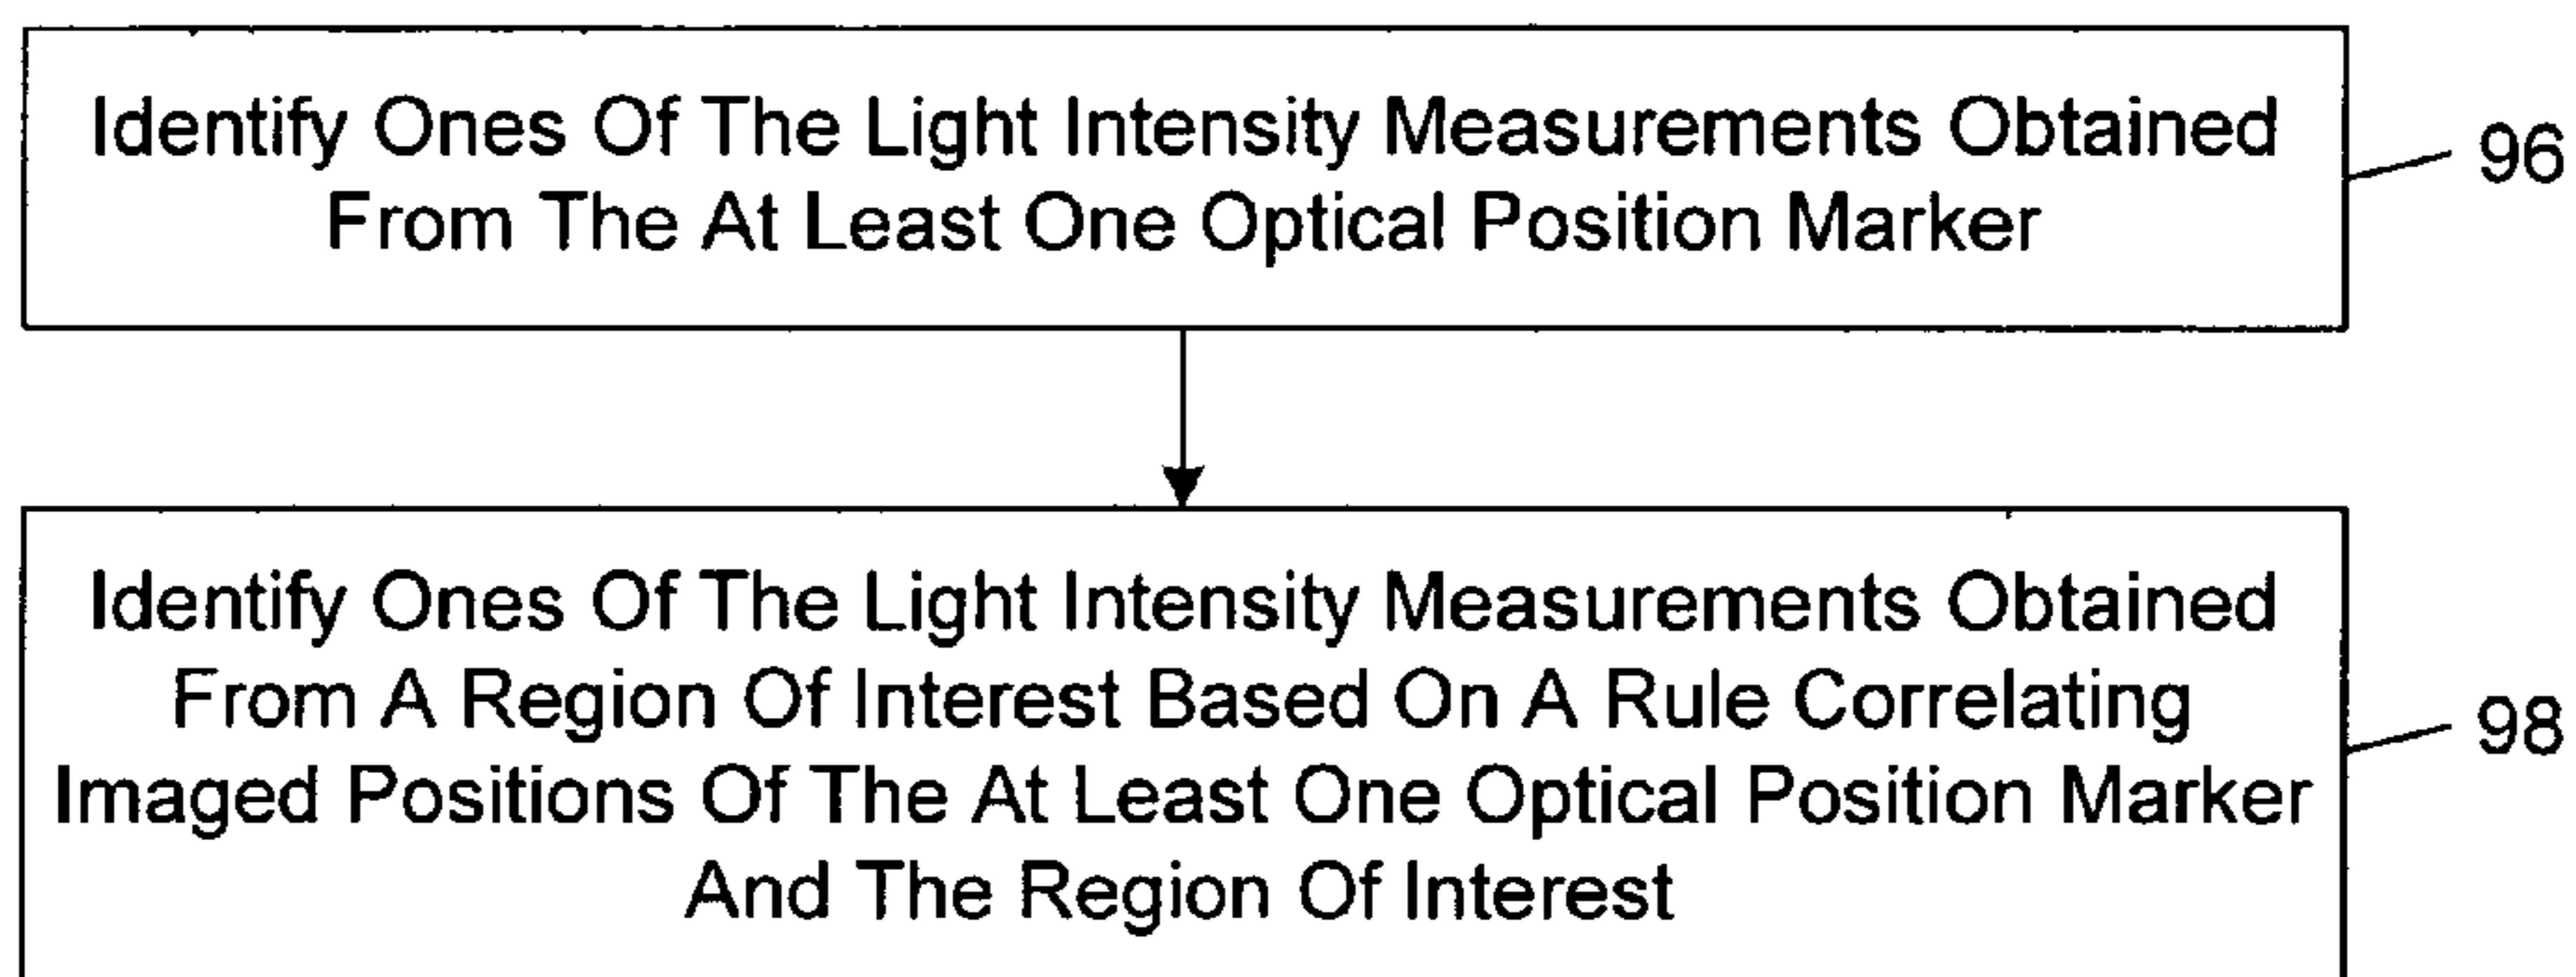 Identify Ones Of The Light Intensity Measurements Obtained
From The At Least One Optical Position Marker
96
Identify Ones Of The Light Intensity Measurements Obtained
From A Region Of Interest Based On A Rule Correlating
Imaged Positions Of The At Least One Optical Position Marker
And The Region Of Interest
98